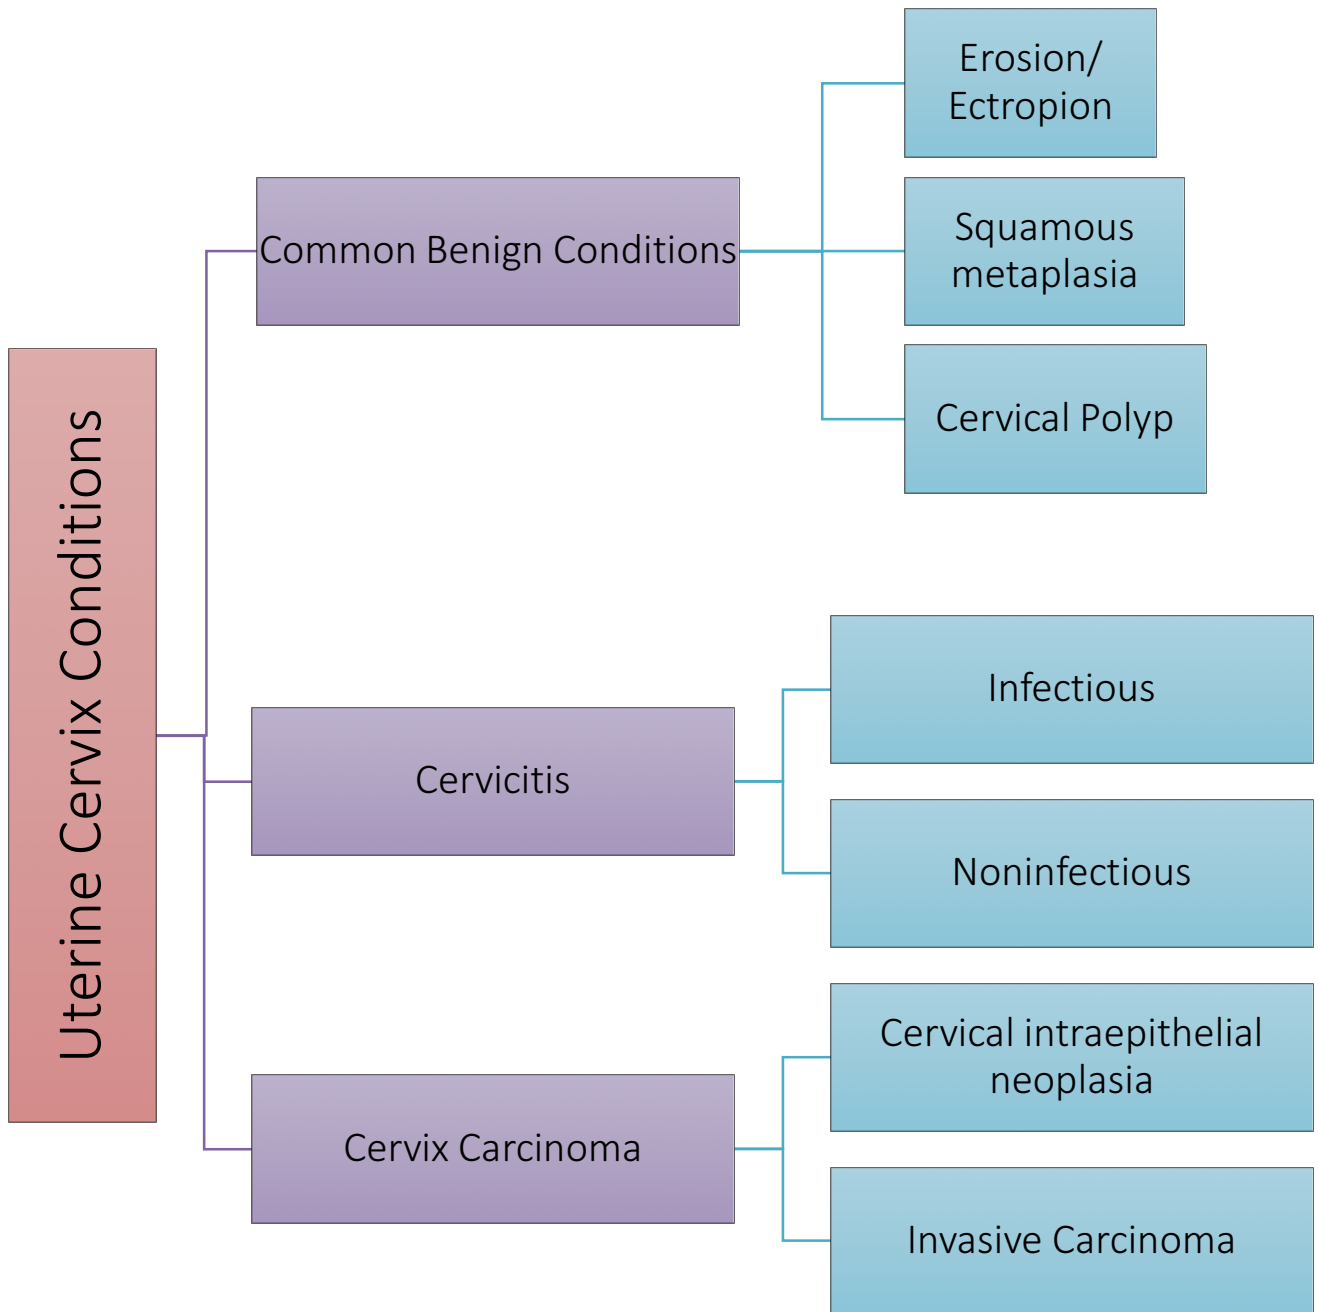 Uterine Cervix Conditions
Common Benign Conditions
Erosion/
Ectropion
Squamous
metaplasia
Cervical Polyp
Cervicitis
Infectious
Noninfectious
Cervix Carcinoma
Cervical intraepithelial
neoplasia
Invasive Carcinoma